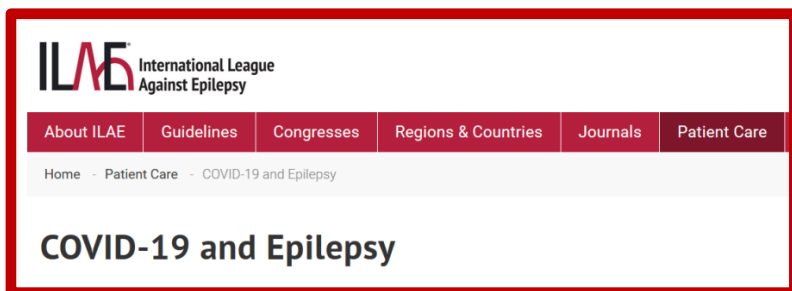 ILAE International League
Against Epilepsy
About ILAE Guidelines Congresses Regions & Countries Journals Patient Care
Home - Patient Care - COVID-19 and Epilepsy
COVID-19 and Epilepsy